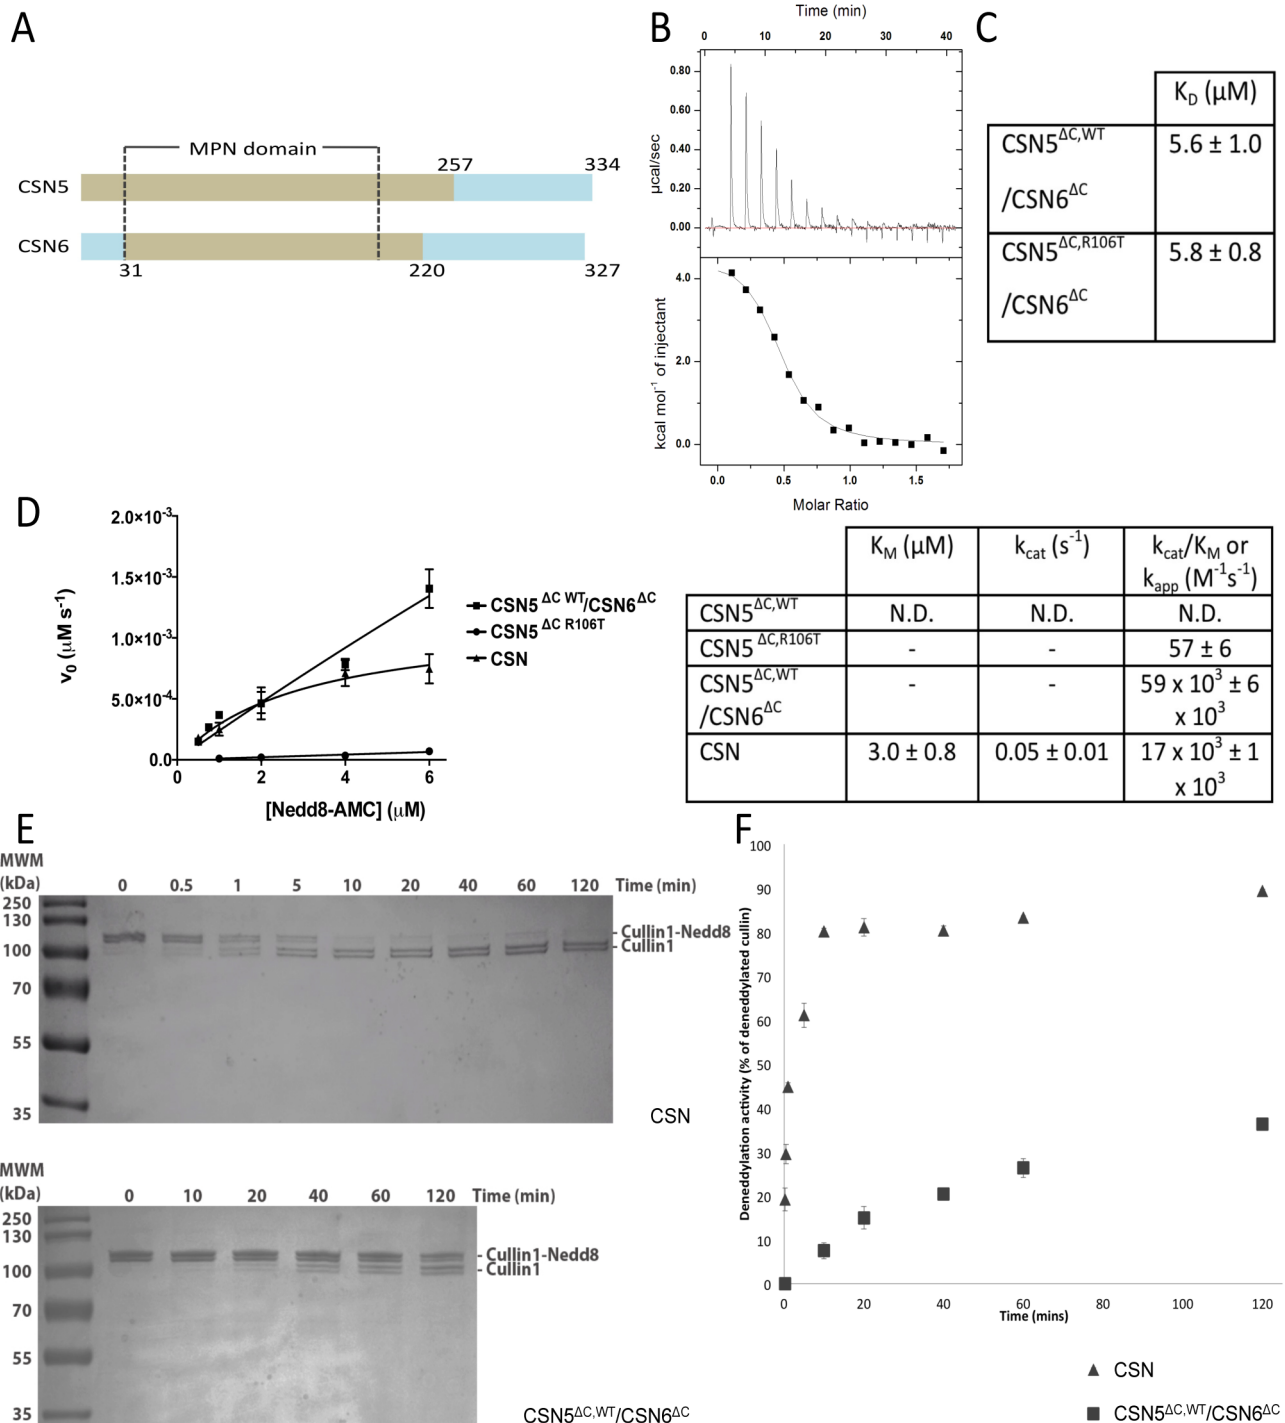 A
MPN domain
CSN5
257
334
CSN6
31
220
327
B
Time (min)
0 10 20 30 40
0.80
0.40
0.20
0.00
µcal/sec
4.0
2.0
0.0
kcal mol⁻¹ of injectant
0.0 0.5 1.0 1.5
Molar Ratio
C
K_D (µM)
CSN5^ΔC,WT /CSN6^ΔC
5.6 ± 1.0
CSN5^ΔC,R106T /CSN6^ΔC
5.8 ± 0.8
D
2.0×10⁻³
1.5×10⁻³
1.0×10⁻³
5.0×10⁻⁴
0.0
v₀ (µM s⁻¹)
0 2 4 6
[Nedd8-AMC] (µM)
CSN5^ΔC WT/CSN6^ΔC
CSN5^ΔC R106T
CSN
K_M (µM)
k_cat (s⁻¹)
k_cat/K_M or
k_app (M⁻¹s⁻¹)
CSN5^ΔC,WT N.D. N.D. N.D.
CSN5^ΔC,R106T - - 57 ± 6
CSN5^ΔC,WT /CSN6^ΔC - - 59 x 10³ ± 6 x 10³
CSN 3.0 ± 0.8 0.05 ± 0.01 17 x 10³ ± 1 x 10³
E
MWM
(kDa)
0 0.5 1 5 10 20 40 60 120 Time (min)
250
130
100
70
55
35
Cullin1-Nedd8
Cullin1
CSN
MWM
(kDa)
0 10 20 40 60 120 Time (min)
250
130
100
70
55
35
Cullin1-Nedd8
Cullin1
CSN5^ΔC,WT/CSN6^ΔC
F
100
90
80
70
60
50
40
30
20
10
0
Deneddylation activity (% of deneddylated cullin)
0 20 40 60 80 100 120
Time (mins)
CSN
CSN5^ΔC,WT/CSN6^ΔC